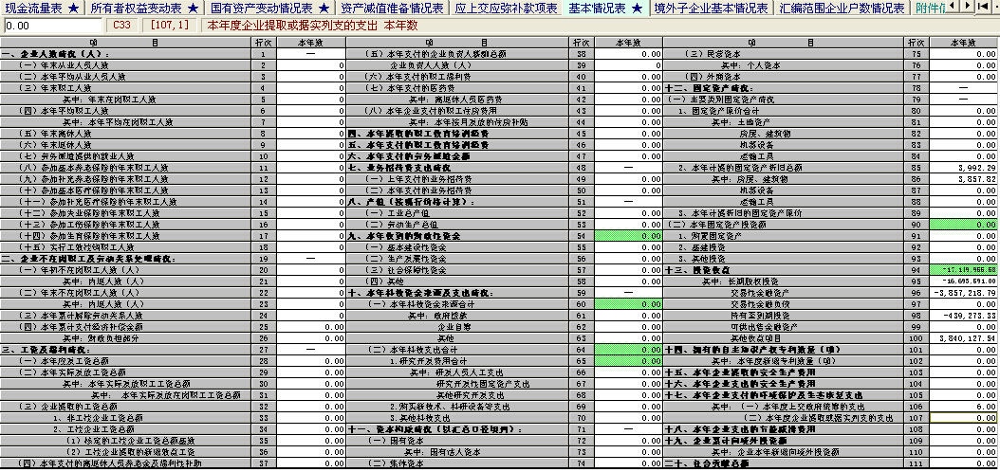 现金流量表 ★ 所有者权益变动表 ★ 国有资产变动情况表 ★ 资产减值准备情况表 应上交应弥补款项表 基本情况表 ★ 境外子企业基本情况表 汇编范围企业户数情况表 附件
0.00 C33 [107,1] 本年度企业提取或据实列支的支出 本年数
项 目 行次 本年数 项 目 行次 本年数 项 目 行次 本年数
一、企业人数情况（人）： 1 — （五）本年支付的企业负责人薪酬总额 38 0.00 （三）民营资本 75 0.00
（一）年末从业人员人数 2 0 企业负责人人数（人） 39 0 其中：个人资本 76 0.00
（二）本年平均从业人员人数 3 0 （六）本年支付的职工福利费 40 0.00 （四）外商资本 77 0.00
（三）年末职工人数 4 0 （七）本年支付的医药费 41 0.00 十二、固定资产情况： 78 —
其中：年末在岗职工人数 5 0 其中：离退休人员医药费 42 0.00 （一）主要类别固定资产情况 79 —
（四）本年平均职工人数 6 0 （八）本年企业支付的职工住房费用 43 0.00 1、固定资产原价合计 80 0.00
其中：本年平均在岗职工人数 7 0 其中：本年按月发放的住房补贴 44 0.00 其中：土地资产 81 0.00
（五）年末离休人数 8 0 四、本年提取的职工教育培训经费 45 0.00 房屋、建筑物 82 0.00
（六）年末退休人数 9 0 五、本年支付的职工教育培训经费 46 0.00 机器设备 83 0.00
（七）劳务派遣提供的就业人数 10 0 六、本年支付的劳务派遣金额 47 0.00 运输工具 84 0.00
（八）参加基本养老保险的年末职工人数 11 0 七、业务招待费支出情况 48 — 2、本年计提的固定资产折旧总额 85 3,992.29
（九）参加补充养老保险的年末职工人数 12 0 （一）上年支付的业务招待费 49 0.00 其中：房屋、建筑物 86 3,857.82
（十）参加基本医疗保险的年末职工人数 13 0 （二）本年支付的业务招待费 50 0.00 机器设备 87 0.00
（十一）参加补充医疗保险的年末职工人数 14 0 八、产值（按现行价格计算）： 51 — 运输工具 88 0.00
（十二）参加失业保险的年末职工人数 15 0 （一）工业总产值 52 0.00 3、本年计提折旧的固定资产原价 89 0.00
（十三）参加工伤保险的年末职工人数 16 0 （二）劳动生产总值 53 0.00 （二）本年固定资产投资额 90 0.00
（十四）参加生育保险的年末职工人数 17 0 九、本年收到的财政性资金 54 0.00 1、购置固定资产 91 0.00
（十五）实行工效挂钩职工人数 18 0 （一）基本建设性资金 55 0.00 2、基建投资 92 0.00
二、企业不在岗职工及劳动关系处理情况： 19 — （二）生产发展性资金 56 0.00 3、其他投资 93 0.00
（一）年初不在岗职工人数（人） 20 0 （三）社会保障性资金 57 0.00 十三、投资收益 94
其中：内退人数（人） 21 0 （四）其他 58 0.00 其中：长期股权投资 95
（二）年末不在岗职工人数（人） 22 0 十、本年科技资金来源及支出情况： 59 — 交易性金融资产 96 -3,857,218.79
其中：内退人数（人） 23 0 （一）本年科技资金来源合计 60 0.00 交易性金融负债 97 0.00
（三）本年累计解除劳动关系人数 24 0 其中：政府拨款 61 0.00 持有至到期投资 98 -439,273.33
（四）本年累计支付经济补偿金额 25 0.00 企业自筹 62 0.00 可供出售金融资产 99 0.00
其中：财政负担部分 26 0.00 其他 63 0.00 其他收益项目 100 3,840,127.54
三、工资及福利情况： 27 — （二）本年科技支出合计 64 0.00 十四、拥有的自主知识产权专利数量（项） 101 0.00
（一）本年应发工资总额 28 0.00 1.研究开发费用合计 65 0.00 其中：本年度新增专利数量（项） 102 0.00
（二）本年实际发放工资总额 29 0.00 其中：研发人员人工支出 66 0.00 十五、本年企业提取的安全生产费用 103 0.00
其中：本年实际发放职工工资总额 30 0.00 研究开发性固定资产支出 67 0.00 十六、本年企业支付的安全生产费用 104 0.00
其中：本年实际发放在岗职工工资总额 31 0.00 其他研究开发支出 68 0.00 十七、本年企业支付的环境保护及生态恢复支出 105 0.00
（三）企业提取的工资总额 32 0.00 2.购买新技术、科研设备等支出 69 0.00 其中：（一）本年度上交政府统筹的支出 106 6.00
1、非工挂企业工资总额 33 0.00 3.其他科技支出 70 0.00 （二）本年度企业提取或据实列支的支出 107 0.00
2、工挂企业工资总额 34 0.00 十一、资本构成情况（以汇总口径填列）： 71 — 十八、本年企业支付的节能减排费用 108 0.00
（1）核定的工挂企业工资总额基数 35 0.00 （一）国有资本 72 0.00 十九、企业累计向境外投资额 109 0.00
（2）工挂企业提取的新增效益工资 36 0.00 其中：国有法人资本 73 0.00 其中：企业本年新增向境外投资额 110 0.00
（四）本年支付的离退休人员养老金及福利性补助 37 0.00 （二）集体资本 74 0.00 二十、社会贡献总额 111 0.00